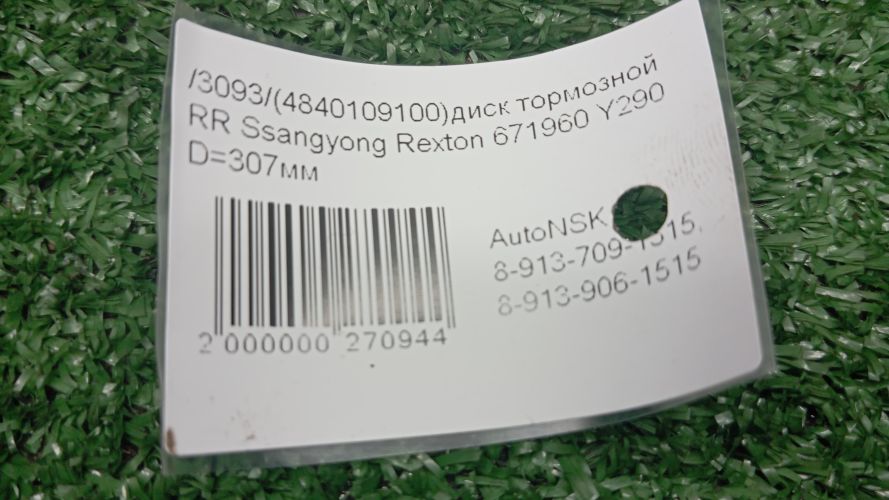 /3093/(4840109100)диск тормозной
RR Ssangyong Rexton 671960 Y290
D=307мм
AutoNSK
8-913-709-1515,
8-913-906-1515
2 000000 270944